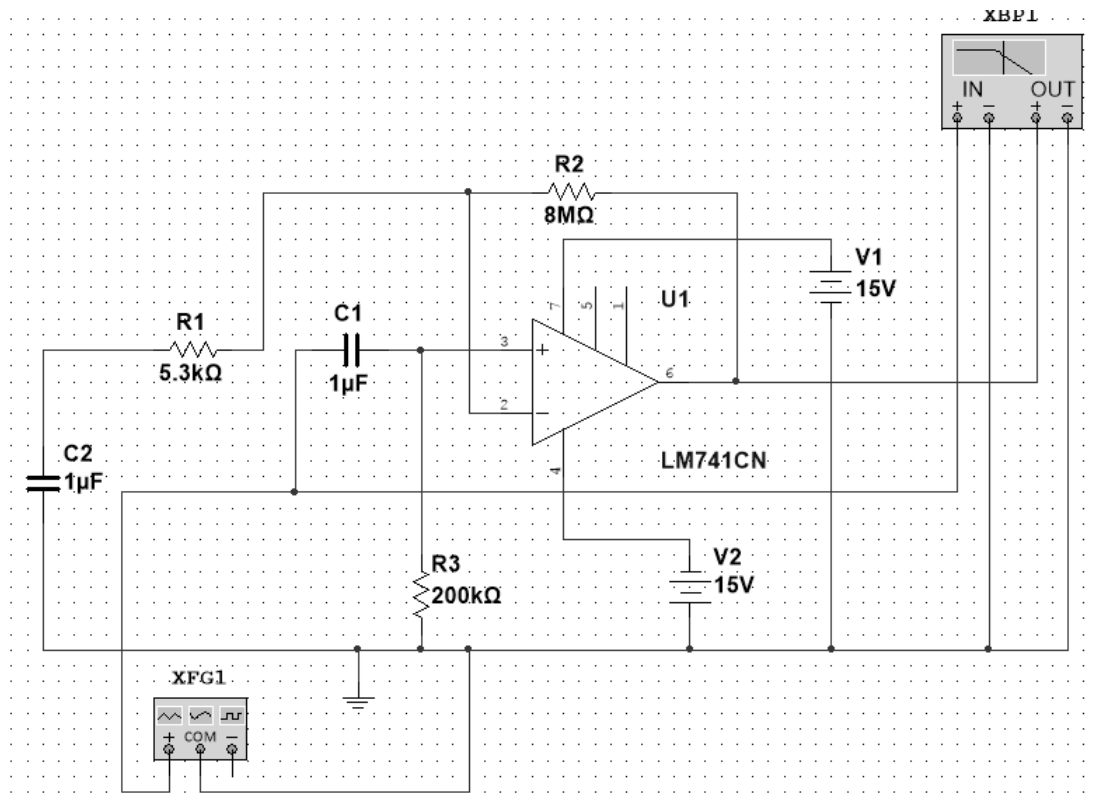 XBP1
IN OUT
+ − + −
R2
8MΩ
V1
15V
7
5
1
U1
C1
1µF
R1
5.3kΩ
3
+
6
2
−
C2
1µF
4
LM741CN
R3
200kΩ
V2
15V
XFG1
+ COM −